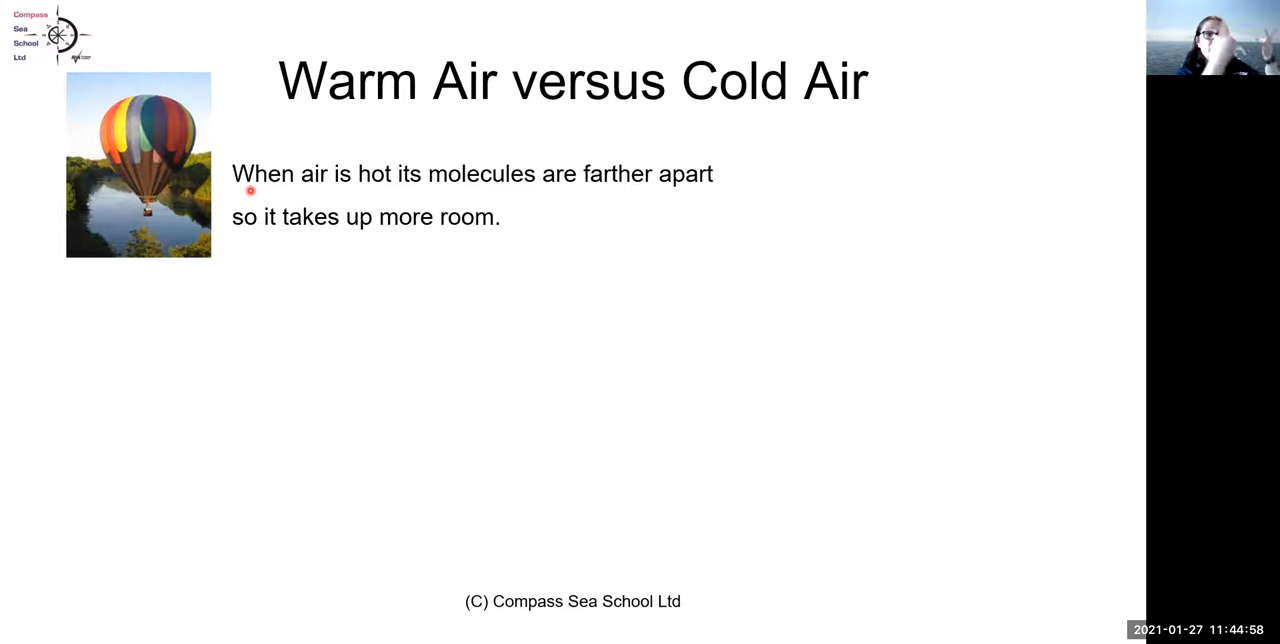 Compass
Sea
School
Ltd
Warm Air versus Cold Air
When air is hot its molecules are farther apart
so it takes up more room.
(C) Compass Sea School Ltd
2021-01-27 11:44:58